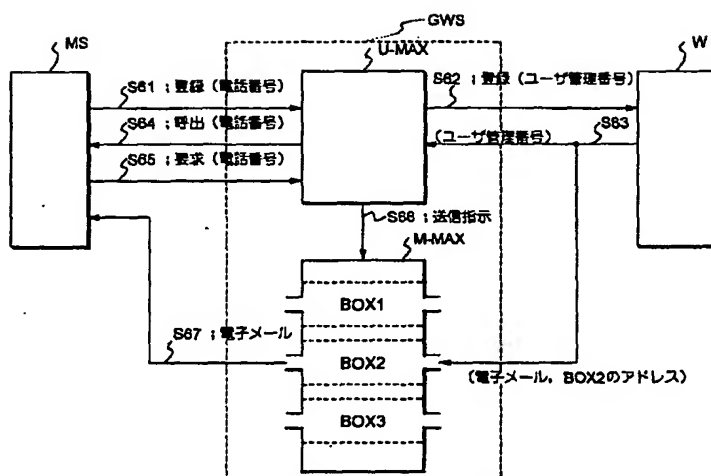 GWS
MS
U-MAX
W
S61 ; 登録 (電話番号)
S62 ; 登録 (ユーザ管理番号)
S64 ; 呼出 (電話番号)
(ユーザ管理番号)
S63
S65 ; 要求 (電話番号)
S66 ; 送信指示
M-MAX
BOX1
S67 ; 電子メール
BOX2
(電子メール, BOX2のアドレス)
BOX3